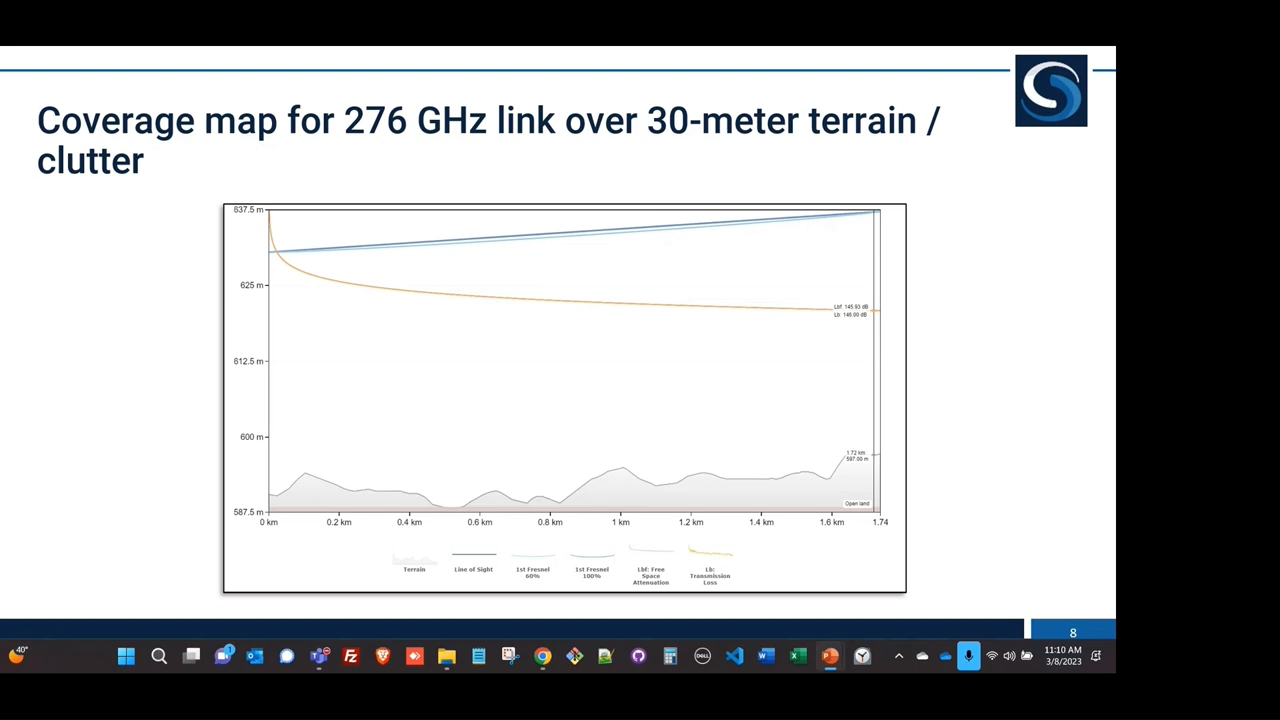 Coverage map for 276 GHz link over 30-meter terrain /
clutter
637.5 m
625 m
612.5 m
600 m
587.5 m
Lbf: 145.93 dB
Lb: 146.00 dB
1.72 km
597.00 m
Open land
0 km
0.2 km
0.4 km
0.6 km
0.8 km
1 km
1.2 km
1.4 km
1.6 km
1.74
Terrain
Line of Sight
1st Fresnel
60%
1st Fresnel
100%
Lbf: Free
Space
Attenuation
Lb:
Transmission
Loss
8
40°
1
DELL
11:10 AM
3/8/2023